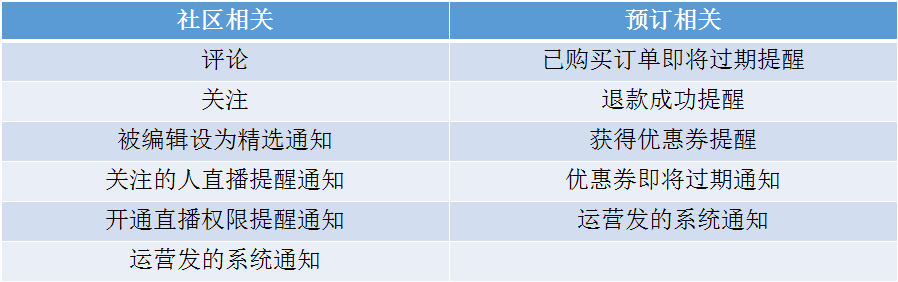 社区相关 预订相关
评论 已购买订单即将过期提醒
关注 退款成功提醒
被编辑设为精选通知 获得优惠券提醒
关注的人直播提醒通知 优惠券即将过期通知
开通直播权限提醒通知 运营发的系统通知
运营发的系统通知